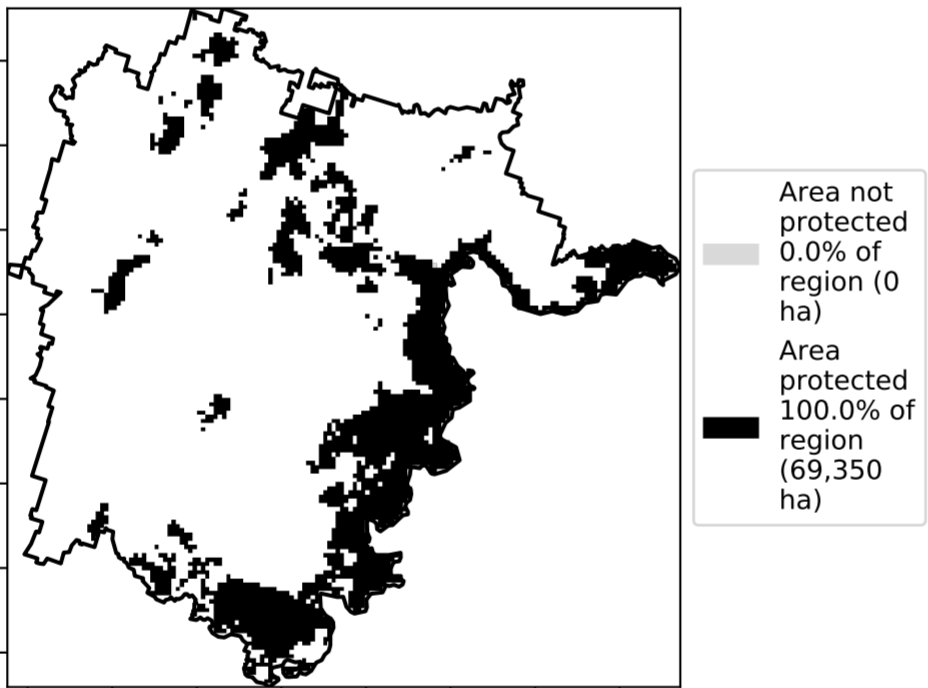 Area not
protected
0.0% of
region (0
ha)
Area
protected
100.0% of
region
(69,350
ha)